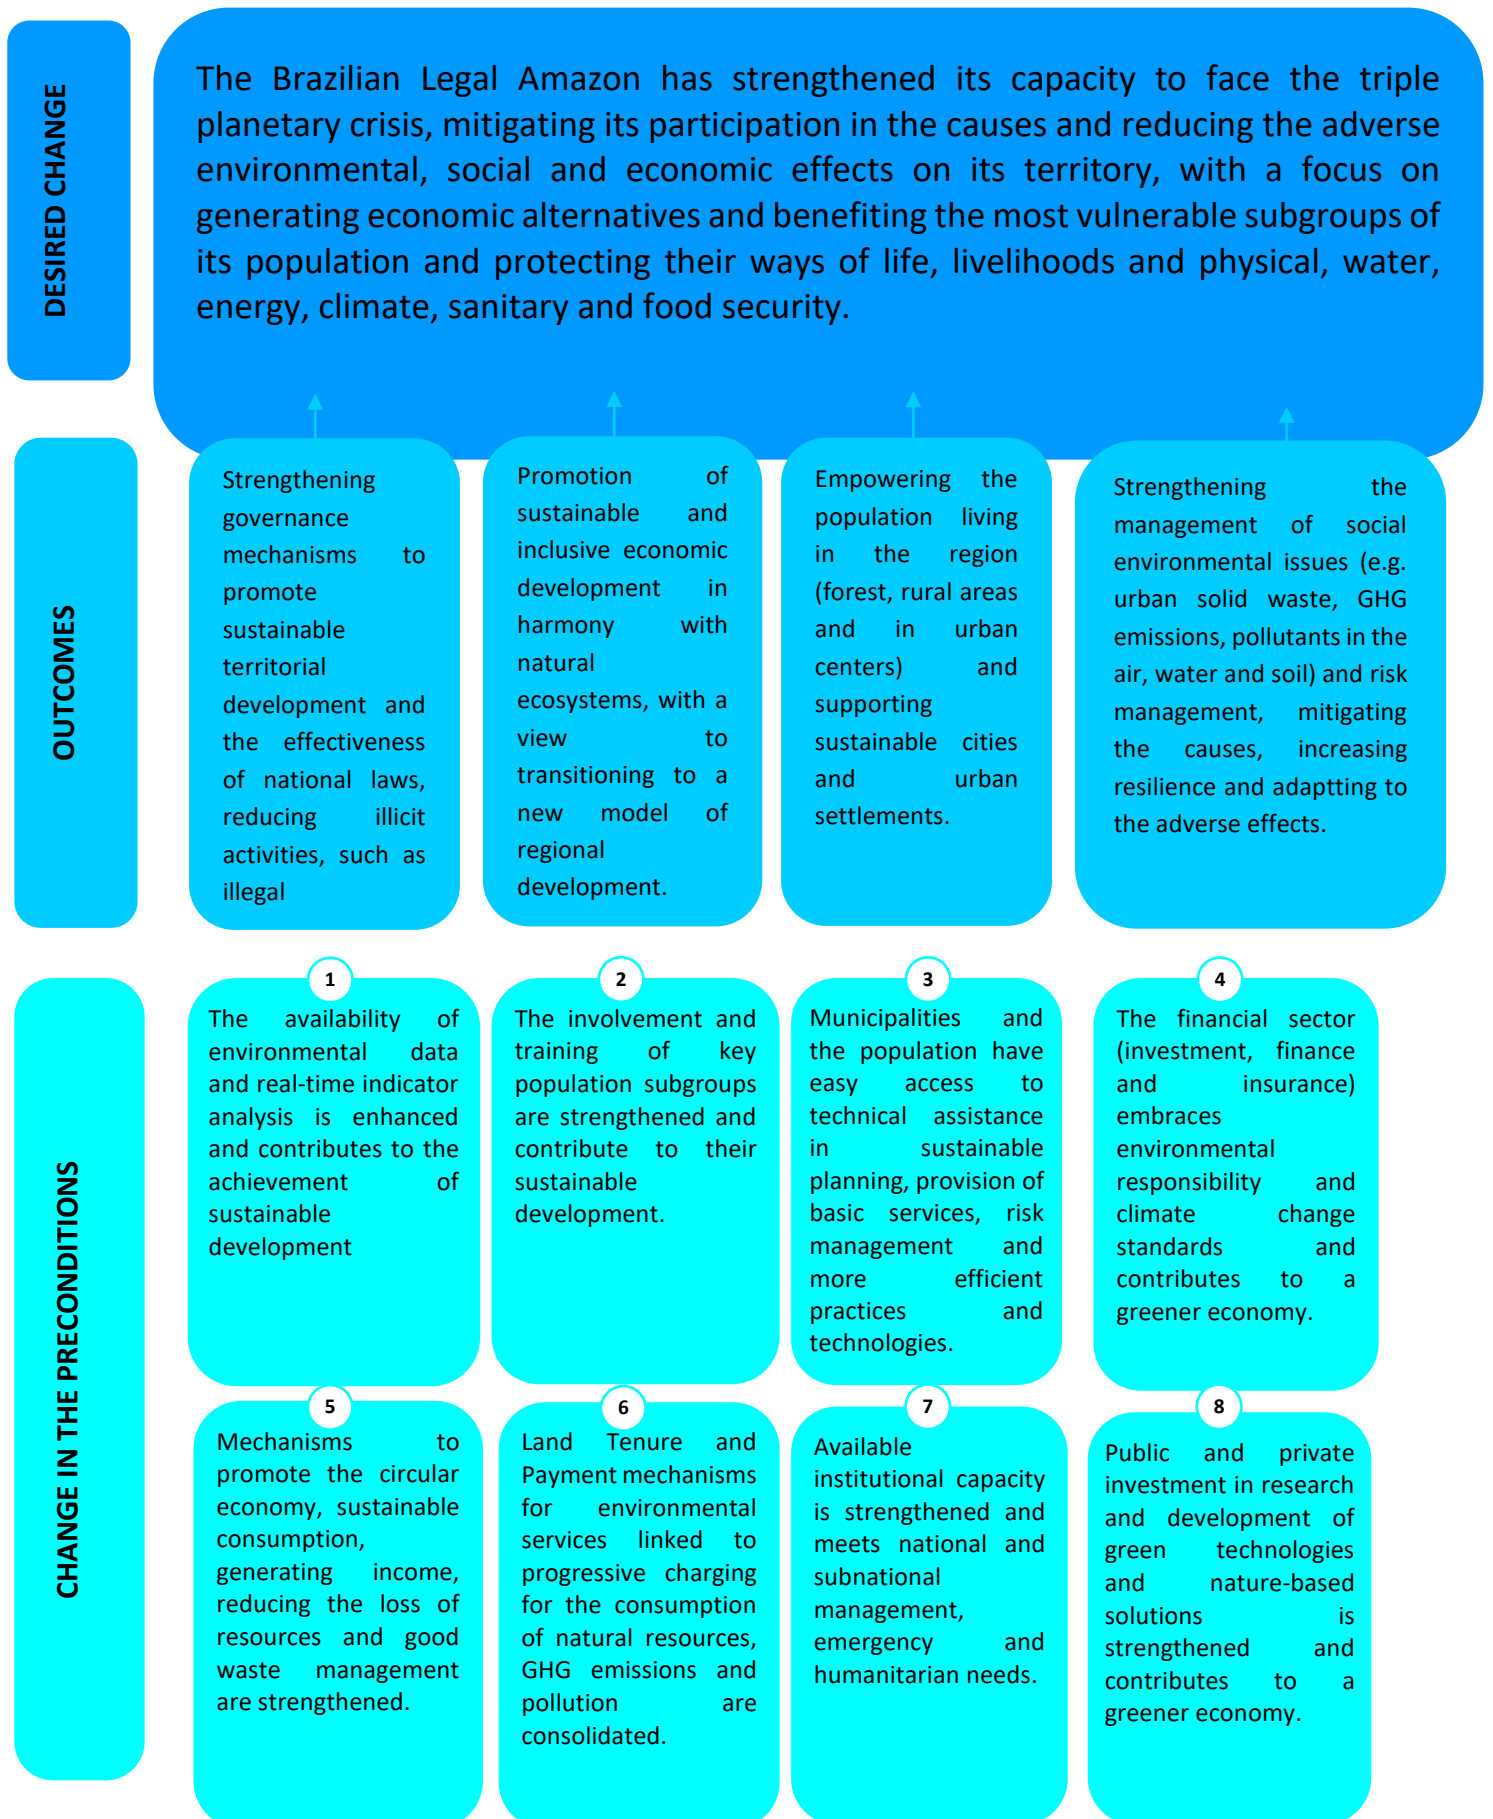 DESIRED CHANGE
The Brazilian Legal Amazon has strengthened its capacity to face the triple
planetary crisis, mitigating its participation in the causes and reducing the adverse
environmental, social and economic effects on its territory, with a focus on
generating economic alternatives and benefiting the most vulnerable subgroups of
its population and protecting their ways of life, livelihoods and physical, water,
energy, climate, sanitary and food security.
OUTCOMES
Strengthening
governance
mechanisms to
promote
sustainable
territorial
development and
the effectiveness
of national laws,
reducing illicit
activities, such as
illegal
Promotion of
sustainable and
inclusive economic
development in
harmony with
natural
ecosystems, with a
view to
transitioning to a
new model of
regional
development.
Empowering the
population living
in the region
(forest, rural areas
and in urban
centers) and
supporting
sustainable cities
and urban
settlements.
Strengthening the
management of social
environmental issues (e.g.
urban solid waste, GHG
emissions, pollutants in the
air, water and soil) and risk
management, mitigating
the causes, increasing
resilience and adaptting to
the adverse effects.
CHANGE IN THE PRECONDITIONS
1
The availability of
environmental data
and real-time indicator
analysis is enhanced
and contributes to the
achievement of
sustainable
development
2
The involvement and
training of key
population subgroups
are strengthened and
contribute to their
sustainable
development.
3
Municipalities and
the population have
easy access to
technical assistance
in sustainable
planning, provision of
basic services, risk
management and
more efficient
practices and
technologies.
4
The financial sector
(investment, finance
and insurance)
embraces
environmental
responsibility and
climate change
standards and
contributes to a
greener economy.
5
Mechanisms to
promote the circular
economy, sustainable
consumption,
generating income,
reducing the loss of
resources and good
waste management
are strengthened.
6
Land Tenure and
Payment mechanisms
for environmental
services linked to
progressive charging
for the consumption
of natural resources,
GHG emissions and
pollution are
consolidated.
7
Available
institutional capacity
is strengthened and
meets national and
subnational
management,
emergency and
humanitarian needs.
8
Public and private
investment in research
and development of
green technologies
and nature-based
solutions is
strengthened and
contributes to a
greener economy.